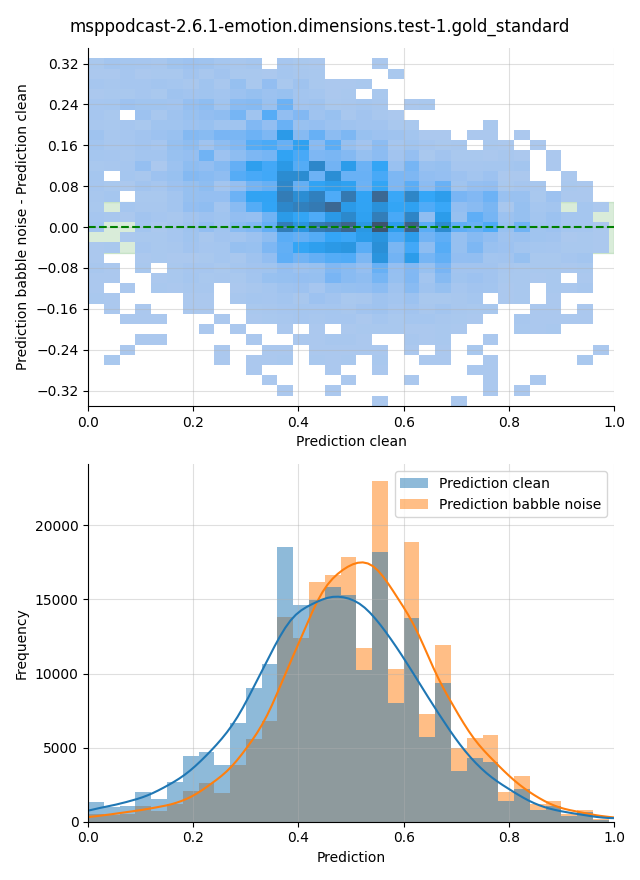 msppodcast-2.6.1-emotion.dimensions.test-1.gold_standard
Prediction babble noise - Prediction clean
0.32
0.24
0.16
0.08
0.00
−0.08
−0.16
−0.24
−0.32
0.0 0.2 0.4 0.6 0.8 1.0
Prediction clean
Frequency
20000
15000
10000
5000
0
Prediction clean
Prediction babble noise
0.0 0.2 0.4 0.6 0.8 1.0
Prediction